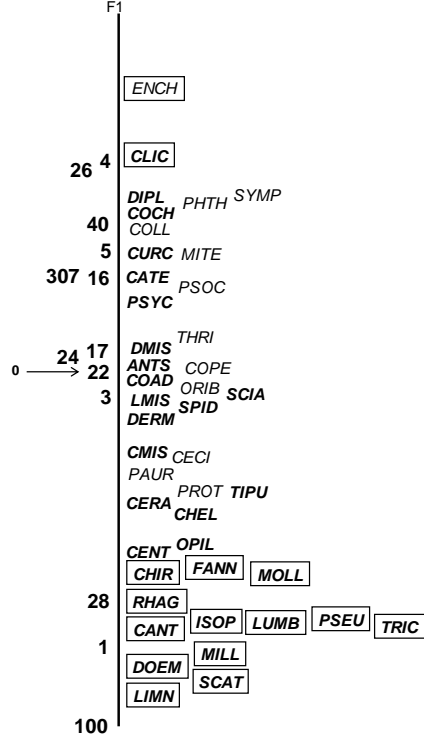 F1
ENCH
4 CLIC
26
DIPL PHTH SYMP
COCH
40 COLL
5 CURC MITE
307 16 CATE PSOC
PSYC
THRI
17 DMIS
24 ANTS COPE
0 22 COAD
ORIB SCIA
3 LMIS SPID
DERM
CMIS CECI
PAUR
PROT TIPU
CERA CHEL
CENT OPIL
CHIR FANN MOLL
28 RHAG
CANT ISOP LUMB PSEU TRIC
1 MILL
DOEM
SCAT
LIMN
100